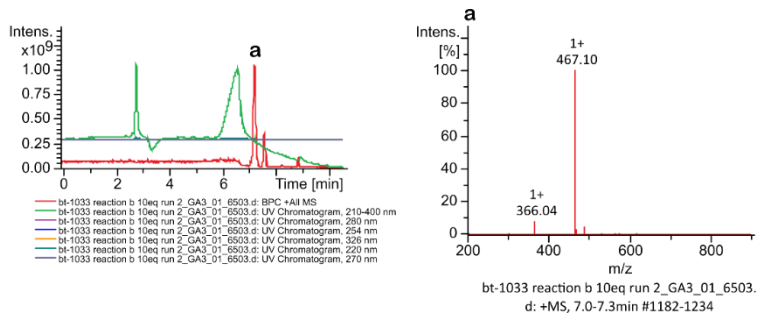 Intens.
x10⁹
a
1.00
0.75
0.50
0.25
0.00
0 2 4 6 Time [min]
bt-1033 reaction b 10eq run 2_GA3_01_6503.d: BPC +All MS
bt-1033 reaction b 10eq run 2_GA3_01_6503.d: UV Chromatogram, 210-400 nm
bt-1033 reaction b 10eq run 2_GA3_01_6503.d: UV Chromatogram, 280 nm
bt-1033 reaction b 10eq run 2_GA3_01_6503.d: UV Chromatogram, 254 nm
bt-1033 reaction b 10eq run 2_GA3_01_6503.d: UV Chromatogram, 326 nm
bt-1033 reaction b 10eq run 2_GA3_01_6503.d: UV Chromatogram, 220 nm
bt-1033 reaction b 10eq run 2_GA3_01_6503.d: UV Chromatogram, 270 nm
a
Intens.
[%]
1+
467.10
100
80
60
40
20
0
1+
366.04
200 400 600 800
m/z
bt-1033 reaction b 10eq run 2_GA3_01_6503.
d: +MS, 7.0-7.3min #1182-1234